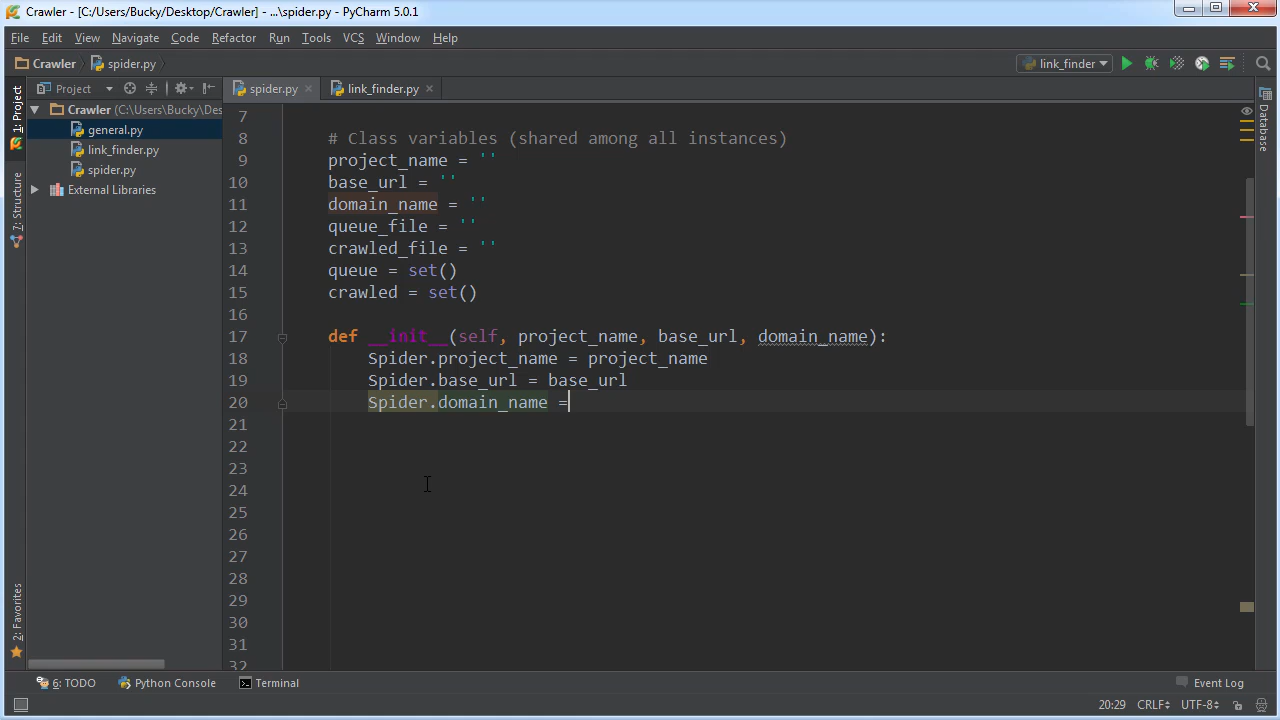 Crawler - [C:/Users/Bucky/Desktop/Crawler] - ...\spider.py - PyCharm 5.0.1
File Edit View Navigate Code Refactor Run Tools VCS Window Help
Crawler spider.py link_finder
Project spider.py link_finder.py
1: Project
7: Structure
2: Favorites
Database
Crawler (C:\Users\Bucky\Des
general.py
link_finder.py
spider.py
External Libraries
7
8 # Class variables (shared among all instances)
9 project_name = ''
10 base_url = ''
11 domain_name = ''
12 queue_file = ''
13 crawled_file = ''
14 queue = set()
15 crawled = set()
16
17 def __init__(self, project_name, base_url, domain_name):
18 Spider.project_name = project_name
19 Spider.base_url = base_url
20 Spider.domain_name =
21
22
23
24
25
26
27
28
29
30
31
32
6: TODO Python Console Terminal Event Log
20:29 CRLF UTF-8